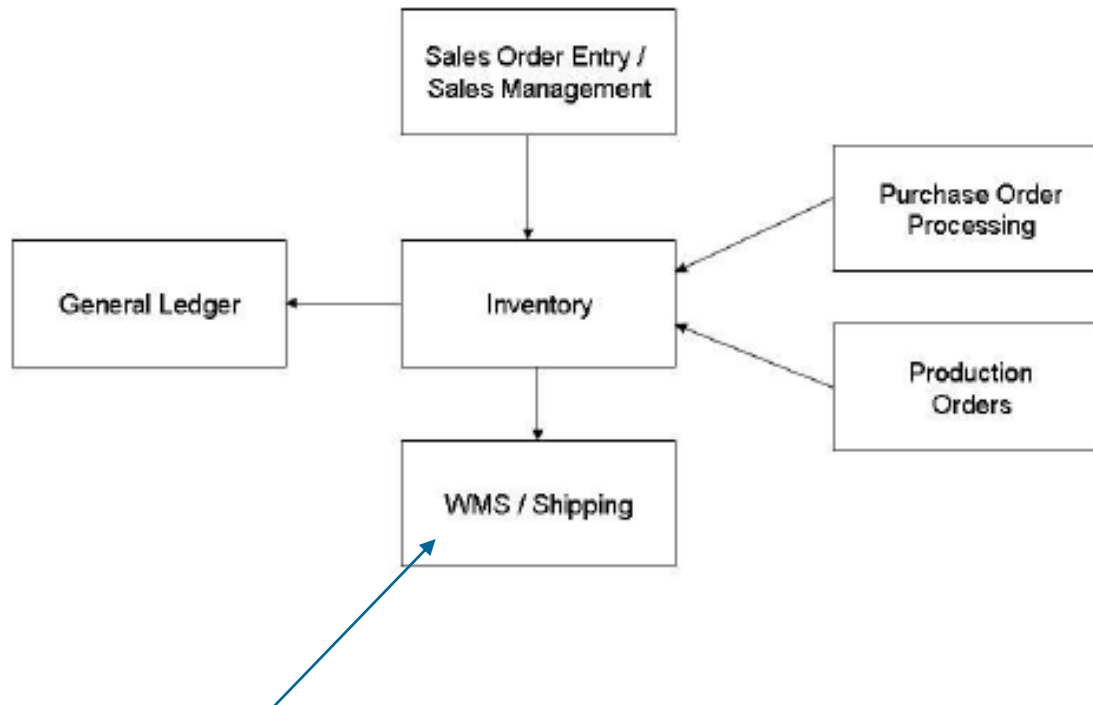 Sales Order Entry /
Sales Management
Purchase Order
Processing
General Ledger
Inventory
Production
Orders
WMS / Shipping